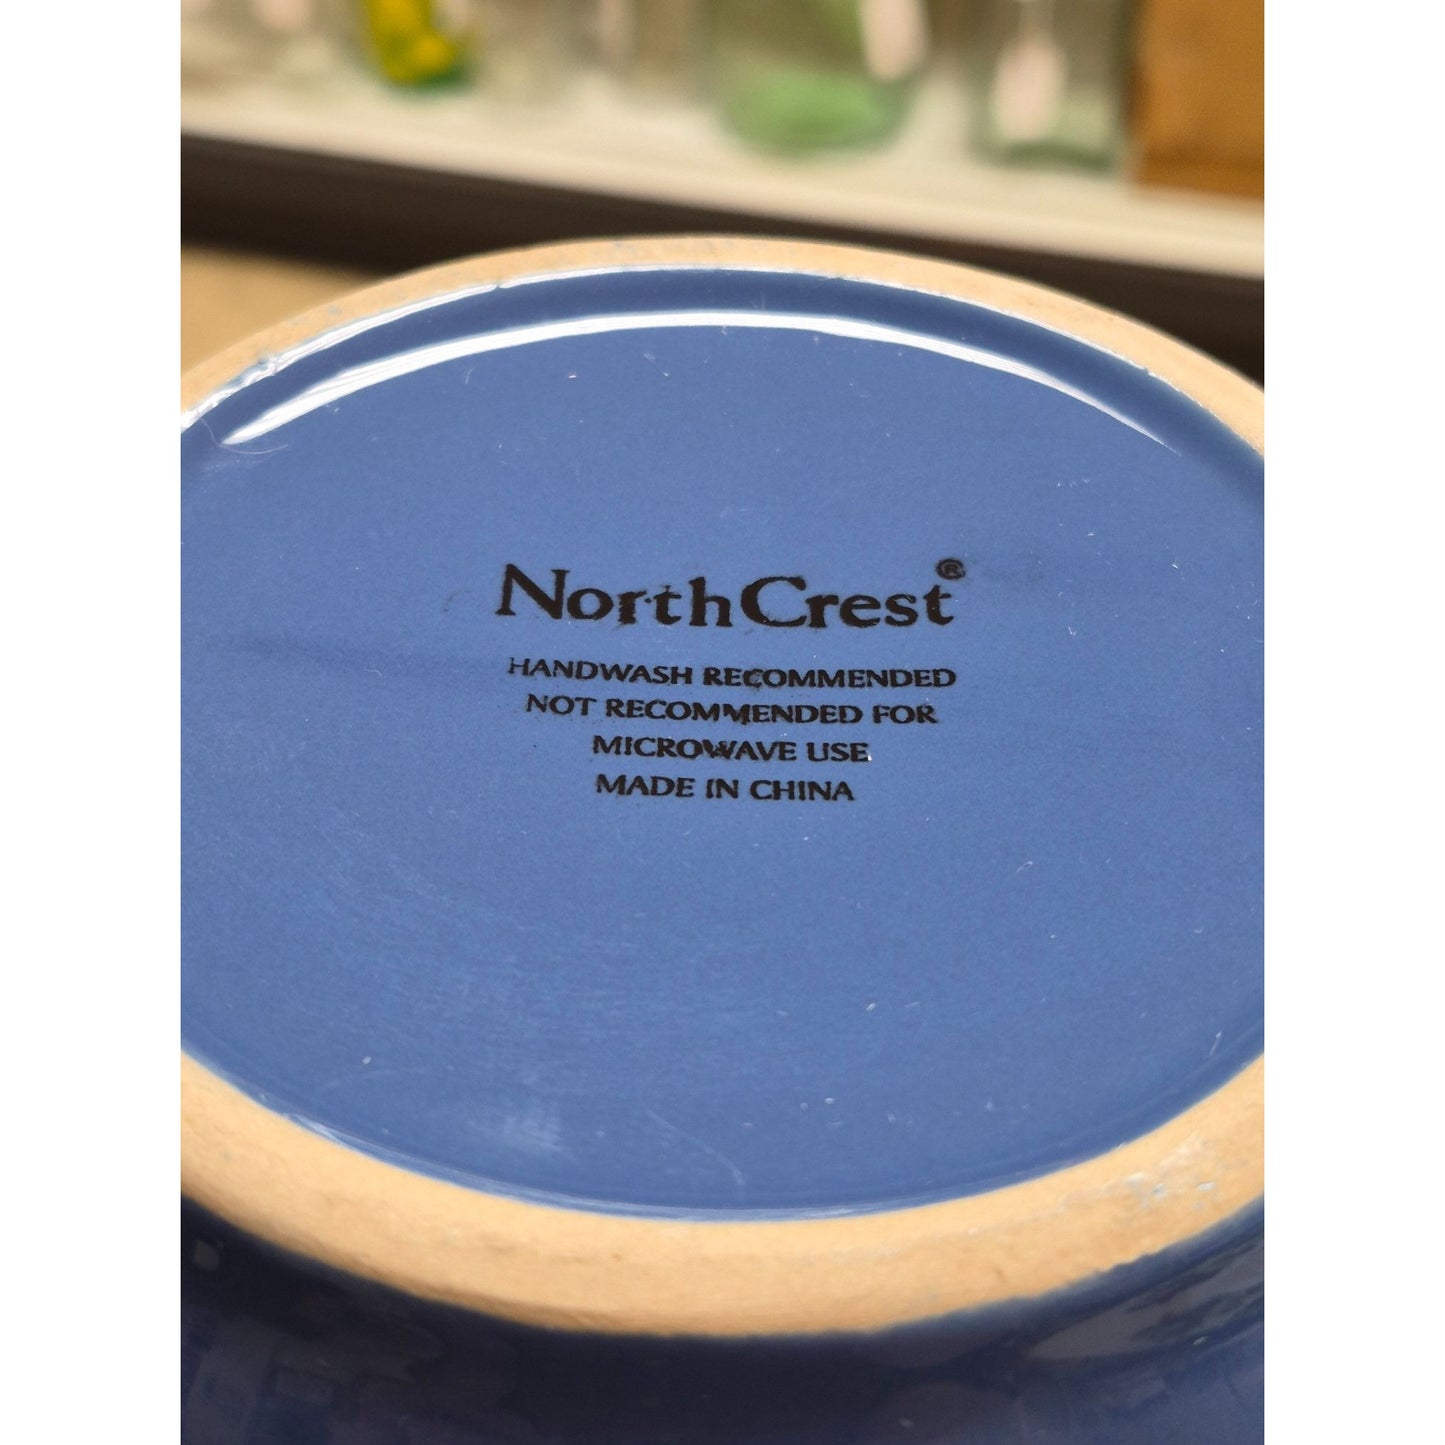 NorthCrest®
HANDWASH RECOMMENDED
NOT RECOMMENDED FOR
MICROWAVE USE
MADE IN CHINA